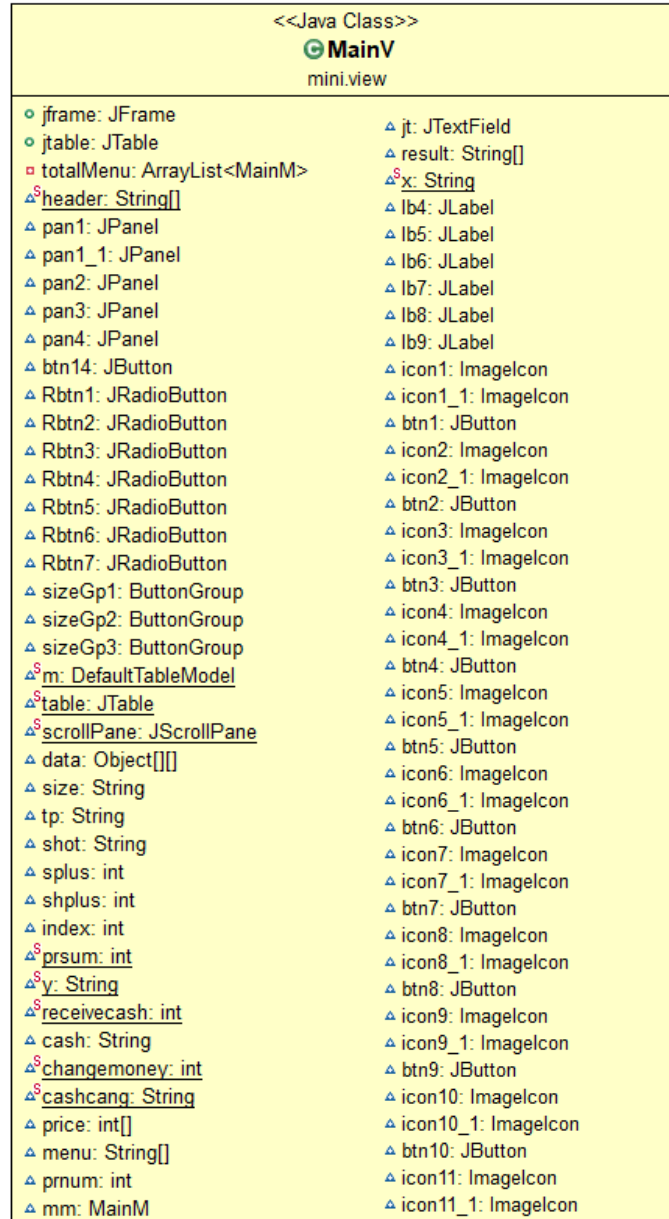 <<Java Class>>
MainV
mini.view
jframe: JFrame
jtable: JTable
totalMenu: ArrayList<MainM>
header: String[]
pan1: JPanel
pan1_1: JPanel
pan2: JPanel
pan3: JPanel
pan4: JPanel
btn14: JButton
Rbtn1: JRadioButton
Rbtn2: JRadioButton
Rbtn3: JRadioButton
Rbtn4: JRadioButton
Rbtn5: JRadioButton
Rbtn6: JRadioButton
Rbtn7: JRadioButton
sizeGp1: ButtonGroup
sizeGp2: ButtonGroup
sizeGp3: ButtonGroup
m: DefaultTableModel
table: JTable
scrollPane: JScrollPane
data: Object[][]
size: String
tp: String
shot: String
splus: int
shplus: int
index: int
prsum: int
y: String
receivecash: int
cash: String
changemoney: int
cashcang: String
price: int[]
menu: String[]
prnum: int
mm: MainM
jt: JTextField
result: String[]
x: String
lb4: JLabel
lb5: JLabel
lb6: JLabel
lb7: JLabel
lb8: JLabel
lb9: JLabel
icon1: ImageIcon
icon1_1: ImageIcon
btn1: JButton
icon2: ImageIcon
icon2_1: ImageIcon
btn2: JButton
icon3: ImageIcon
icon3_1: ImageIcon
btn3: JButton
icon4: ImageIcon
icon4_1: ImageIcon
btn4: JButton
icon5: ImageIcon
icon5_1: ImageIcon
btn5: JButton
icon6: ImageIcon
icon6_1: ImageIcon
btn6: JButton
icon7: ImageIcon
icon7_1: ImageIcon
btn7: JButton
icon8: ImageIcon
icon8_1: ImageIcon
btn8: JButton
icon9: ImageIcon
icon9_1: ImageIcon
btn9: JButton
icon10: ImageIcon
icon10_1: ImageIcon
btn10: JButton
icon11: ImageIcon
icon11_1: ImageIcon